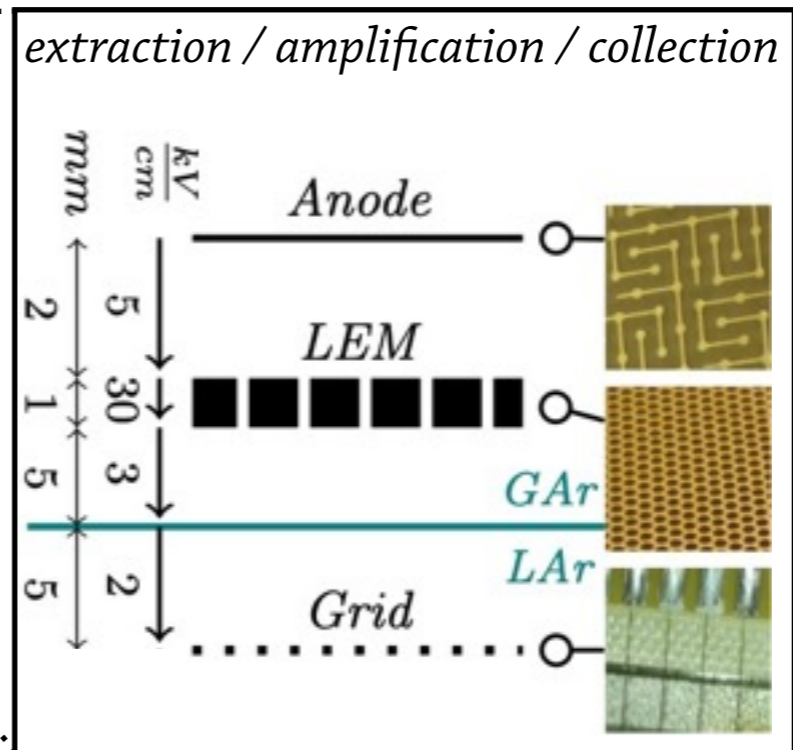 extraction / amplification / collection
mm
kV
cm
Anode
2
5
LEM
1
30
5
3
GAr
LAr
5
2
Grid